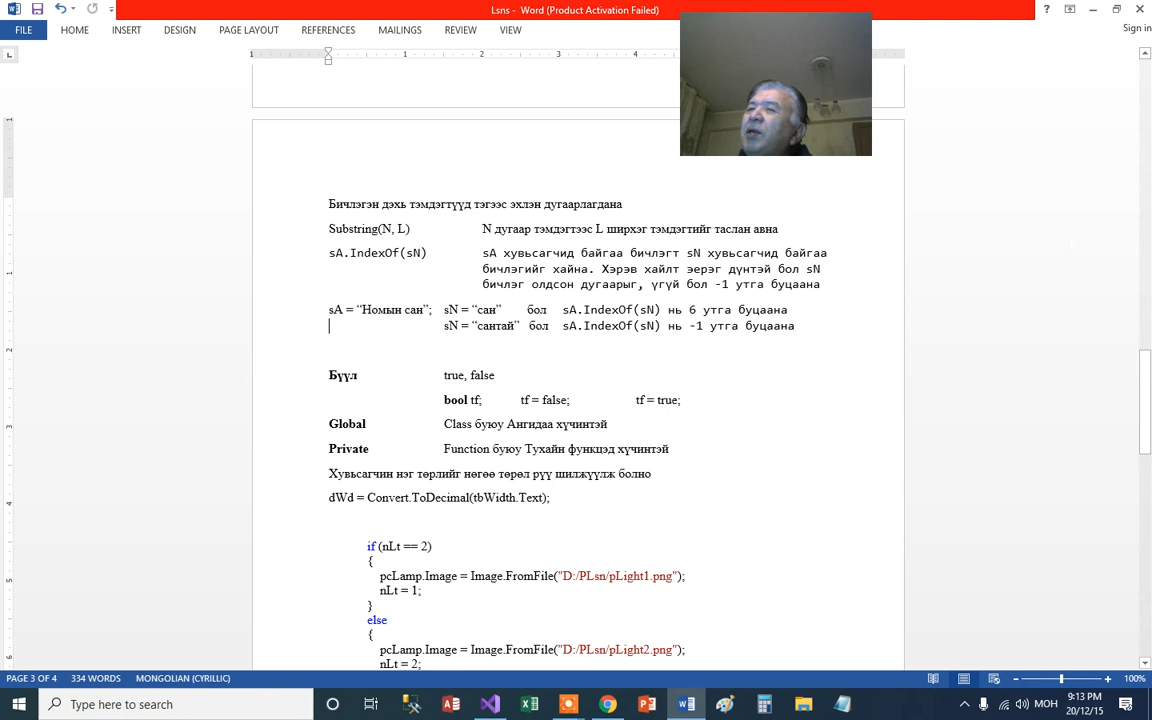 Lsns - Word (Product Activation Failed)
FILE HOME INSERT DESIGN PAGE LAYOUT REFERENCES MAILINGS REVIEW VIEW
Sign in
1 1 2 3 4
Бичлэгэн дэхь тэмдэгтүүд тэгээс эхлэн дугаарлагдана
Substring(N, L) N дугаар тэмдэгтээс L ширхэг тэмдэгтийг таслан авна
sA.IndexOf(sN) sA хувьсагчид байгаа бичлэгт sN хувьсагчид байгаа
бичлэгийг хайна. Хэрэв хайлт эерэг дүнтэй бол sN
бичлэг олдсон дугаарыг, үгүй бол -1 утга буцаана
sA = “Номын сан”; sN = “сан” бол sA.IndexOf(sN) нь 6 утга буцаана
sN = “сантай” бол sA.IndexOf(sN) нь -1 утга буцаана
Бүүл true, false
bool tf; tf = false; tf = true;
Global Class буюу Ангидаа хүчинтэй
Private Function буюу Тухайн функцэд хүчинтэй
Хувьсагчин нэг төрлийг нөгөө төрөл рүү шилжүүлж болно
dWd = Convert.ToDecimal(tbWidth.Text);
if (nLt == 2)
{
pcLamp.Image = Image.FromFile("D:/PLsn/pLight1.png");
nLt = 1;
}
else
{
pcLamp.Image = Image.FromFile("D:/PLsn/pLight2.png");
nLt = 2;
PAGE 3 OF 4 334 WORDS MONGOLIAN (CYRILLIC) 100%
Type here to search МОН 9:13 PM
20/12/15